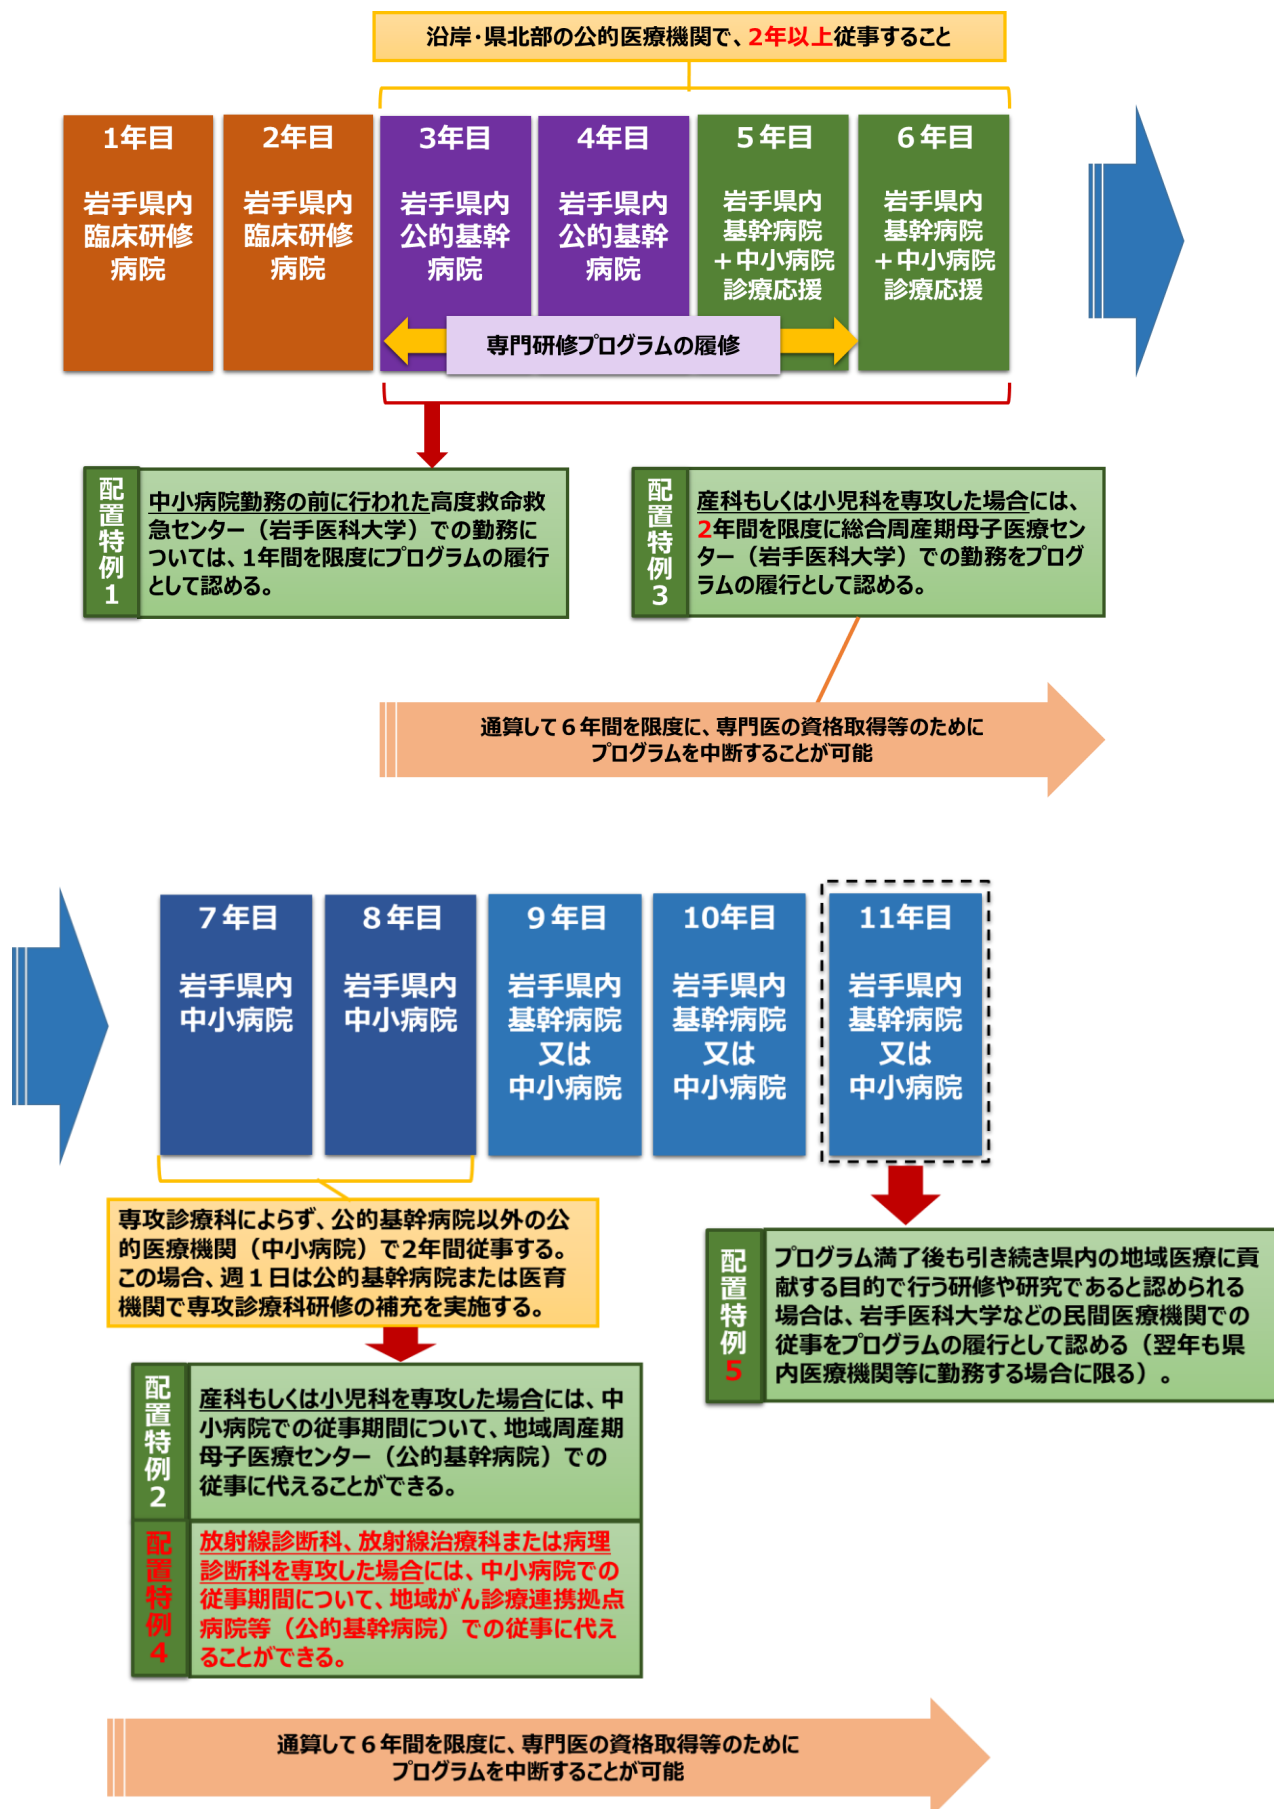 沿岸・県北部の公的医療機関で、2年以上従事すること
1年目
岩手県内
臨床研修
病院
2年目
岩手県内
臨床研修
病院
3年目
岩手県内
公的基幹
病院
4年目
岩手県内
公的基幹
病院
5年目
岩手県内
基幹病院
＋中小病院
診療応援
6年目
岩手県内
基幹病院
＋中小病院
診療応援
専門研修プログラムの履修
配置特例1
中小病院勤務の前に行われた高度救命救
急センター（岩手医科大学）での勤務に
ついては、1年間を限度にプログラムの履行
として認める。
配置特例3
産科もしくは小児科を専攻した場合には、
2年間を限度に総合周産期母子医療セン
ター（岩手医科大学）での勤務をプログ
ラムの履行として認める。
通算して６年間を限度に、専門医の資格取得等のために
プログラムを中断することが可能
7年目
岩手県内
中小病院
8年目
岩手県内
中小病院
9年目
岩手県内
基幹病院
又は
中小病院
10年目
岩手県内
基幹病院
又は
中小病院
11年目
岩手県内
基幹病院
又は
中小病院
専攻診療科によらず、公的基幹病院以外の公
的医療機関（中小病院）で2年間従事する。
この場合、週１日は公的基幹病院または医育
機関で専攻診療科研修の補充を実施する。
配置特例5
プログラム満了後も引き続き県内の地域医療に貢
献する目的で行う研修や研究であると認められる
場合は、岩手医科大学などの民間医療機関での
従事をプログラムの履行として認める（翌年も県
内医療機関等に勤務する場合に限る）。
配置特例2
産科もしくは小児科を専攻した場合には、中
小病院での従事期間について、地域周産期
母子医療センター（公的基幹病院）での
従事に代えることができる。
配置特例4
放射線診断科、放射線治療科または病理
診断科を専攻した場合には、中小病院での
従事期間について、地域がん診療連携拠点
病院等（公的基幹病院）での従事に代え
ることができる。
通算して６年間を限度に、専門医の資格取得等のために
プログラムを中断することが可能